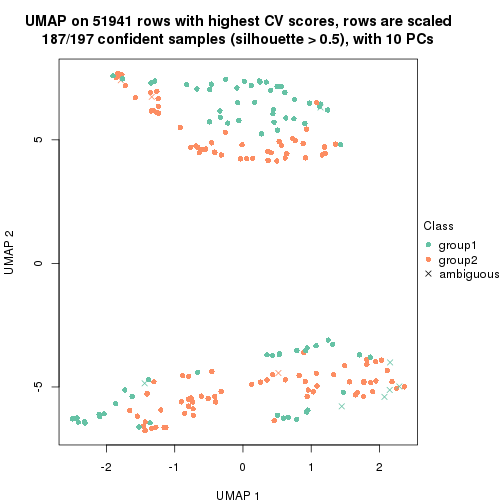 UMAP on 51941 rows with highest CV scores, rows are scaled
187/197 confident samples (silhouette > 0.5), with 10 PCs
5
0
-5
UMAP 2
-2
-1
0
1
2
UMAP 1
Class
group1
group2
ambiguous